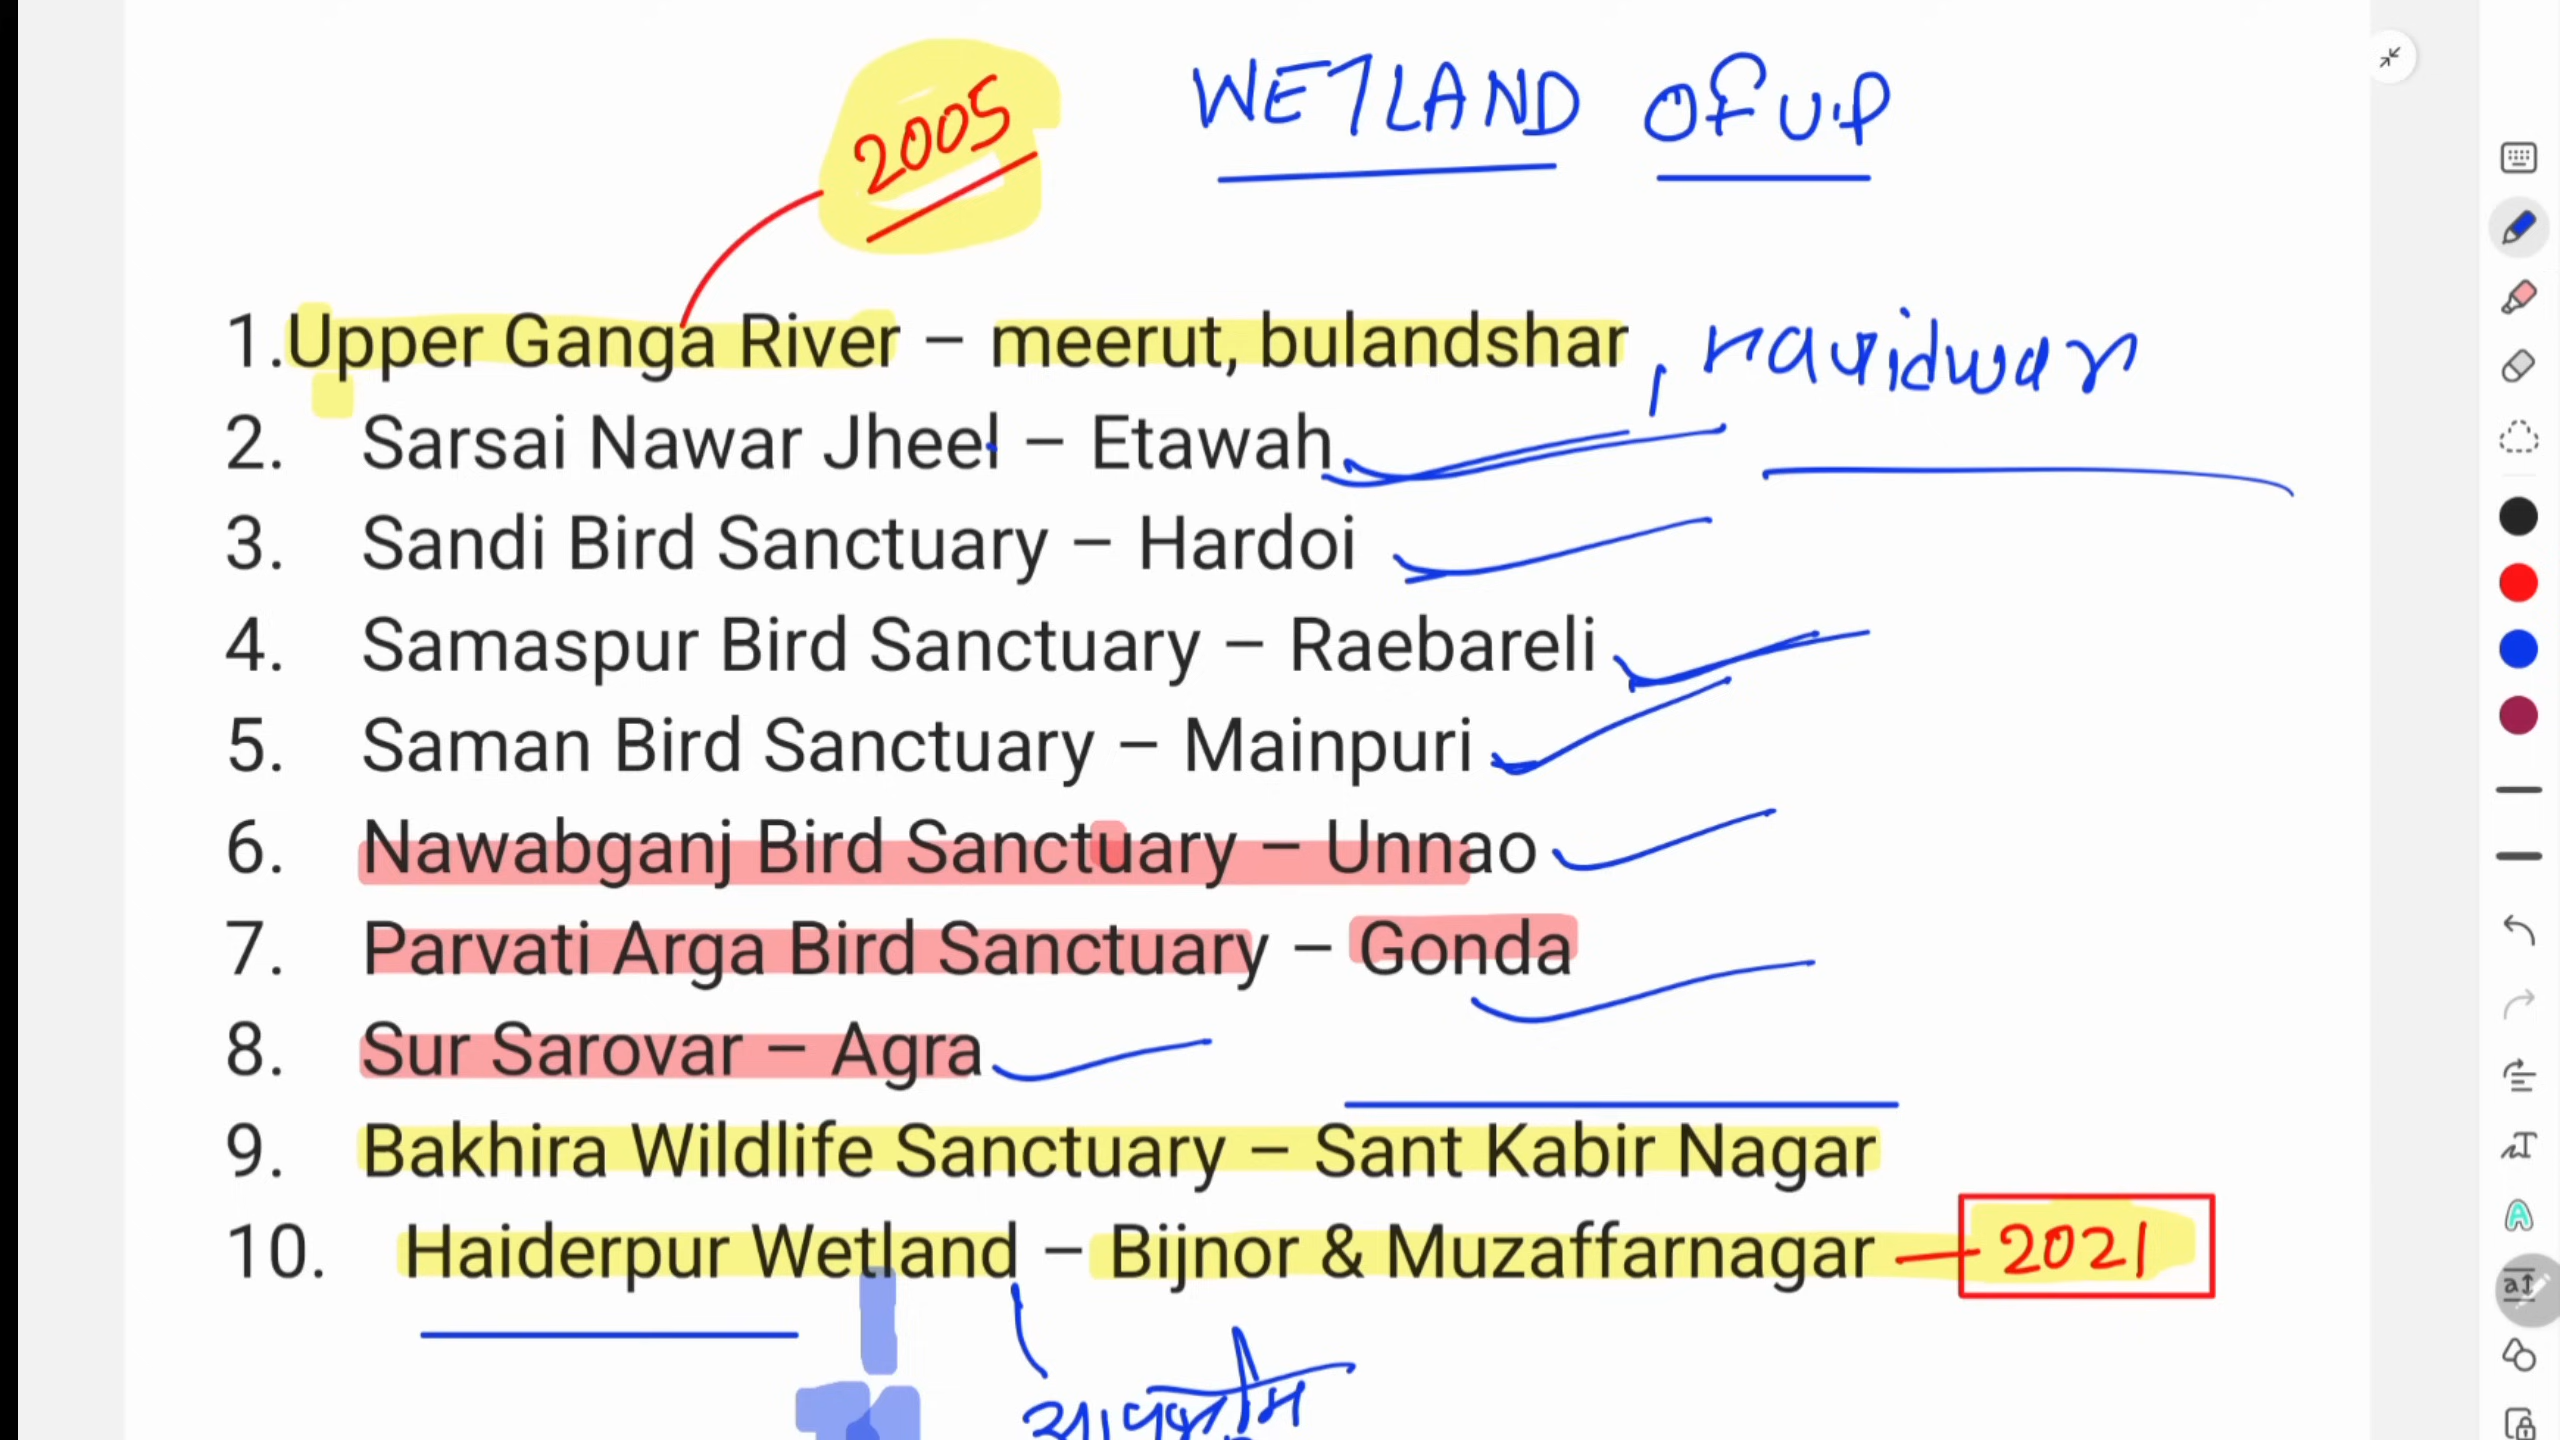 2005
WETLAND OF U.P
1.Upper Ganga River – meerut, bulandshar
2. Sarsai Nawar Jheel – Etawah
3. Sandi Bird Sanctuary – Hardoi
4. Samaspur Bird Sanctuary – Raebareli
5. Saman Bird Sanctuary – Mainpuri
6. Nawabganj Bird Sanctuary – Unnao
7. Parvati Arga Bird Sanctuary – Gonda
8. Sur Sarovar – Agra
9. Bakhira Wildlife Sanctuary – Sant Kabir Nagar
10. Haiderpur Wetland – Bijnor & Muzaffarnagar – 2021